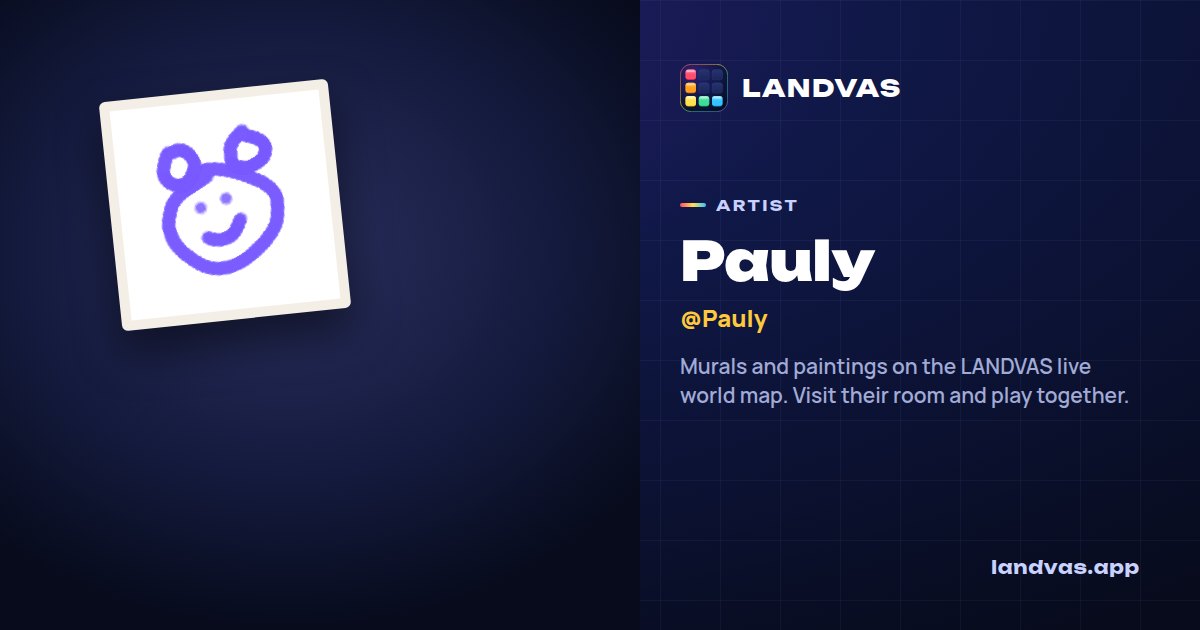 LANDVAS
ARTIST
Pauly
@Pauly
Murals and paintings on the LANDVAS live
world map. Visit their room and play together.
landvas.app